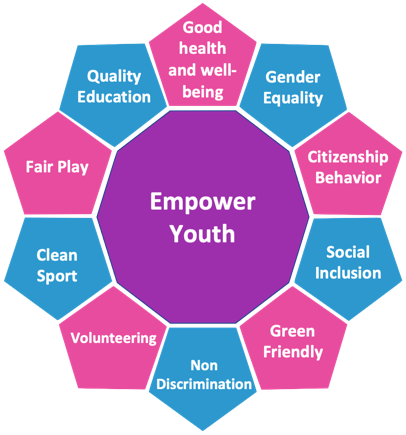 Good
health
and well-
being
Gender
Equality
Citizenship
Behavior
Social
Inclusion
Green
Friendly
Non
Discrimination
Volunteering
Clean
Sport
Fair Play
Quality
Education
Empower
Youth